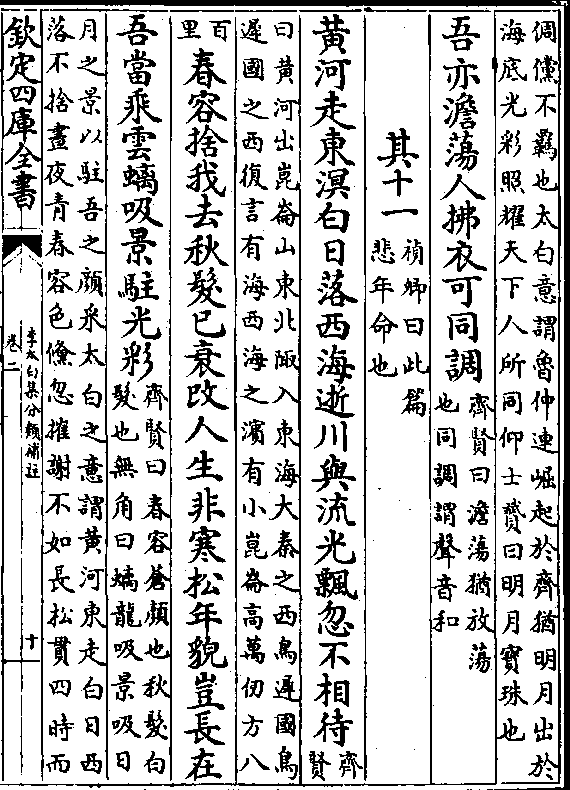 倜儻不羈也太白意謂魯仲連崛起於齊猶明月出於
海底光彩照耀天下人所同仰士贇曰明月寳珠也
吾亦澹蕩人拂衣可同調齊賢曰澹蕩猶放蕩
也同調謂聲音和
其十一禎卿曰此篇
悲年命也
黄河走東溟白日落西海逝川與流光飄忽不相待齊
賢
曰黄河出崑崙山東北陬入東海大秦之西鳥遲國鳥
遲國之西復言有海西海之濱有小崑崙髙萬仞方八
百
里春容捨我去秋髮已衰改人生非寒松年貌豈長在
吾當乘雲螭吸景駐光彩齊賢曰春容蒼顔也秋髮白
髮也無角曰螭龍吸景吸日
月之景以駐吾之顔采太白之意謂黄河東走白日西
落不捨晝夜青春容色倐忽摧謝不如長松貫四時而
欽定四庫全書
李太白集分類補註
卷二
十